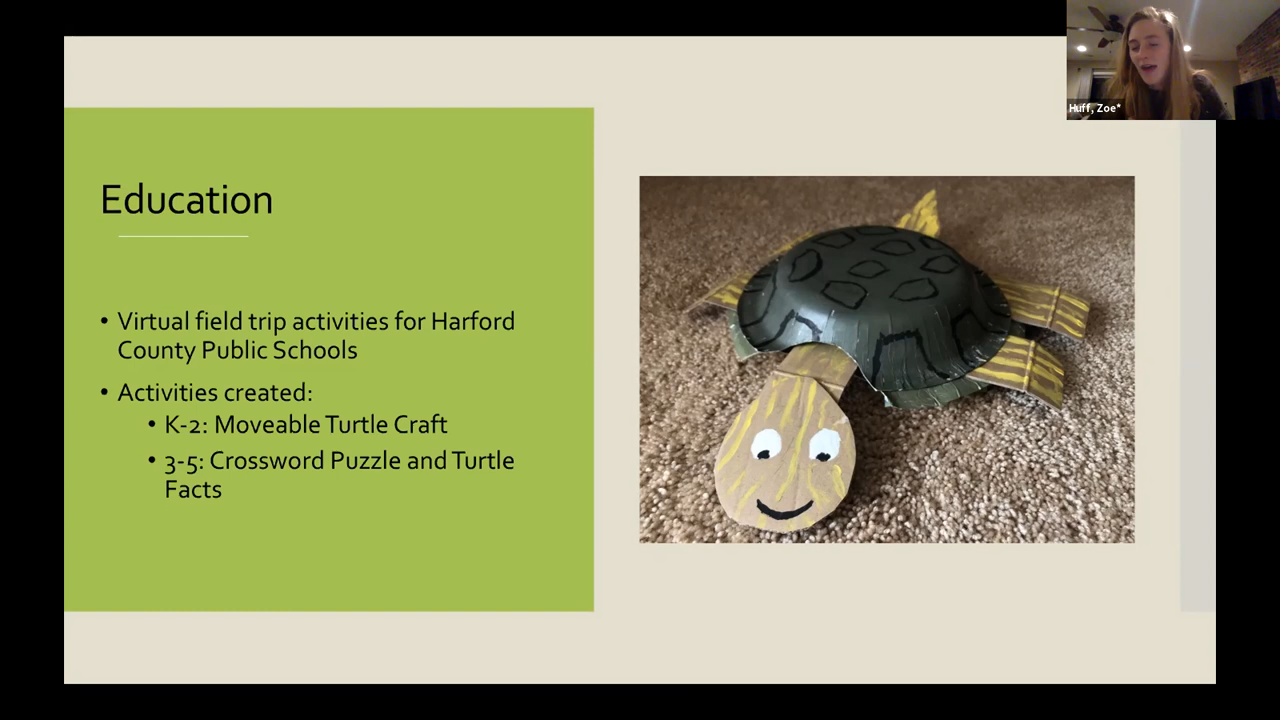 Huff, Zoe*
Education
• Virtual field trip activities for Harford
County Public Schools
• Activities created:
• K-2: Moveable Turtle Craft
• 3-5: Crossword Puzzle and Turtle
Facts